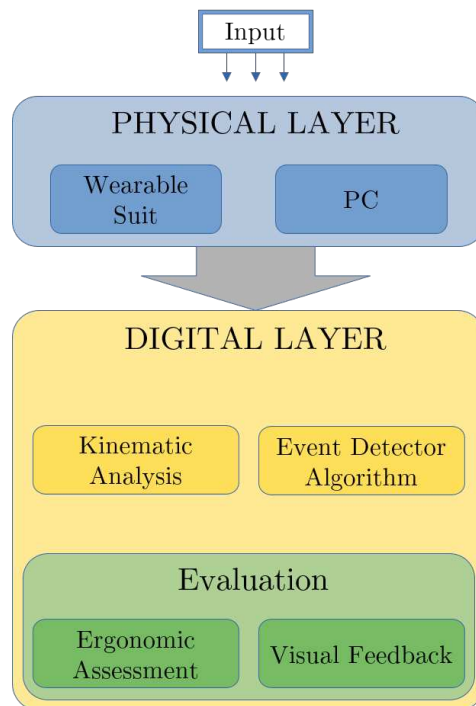 Input
PHYSICAL LAYER
Wearable
Suit
PC
DIGITAL LAYER
Kinematic
Analysis
Event Detector
Algorithm
Evaluation
Ergonomic
Assessment
Visual Feedback